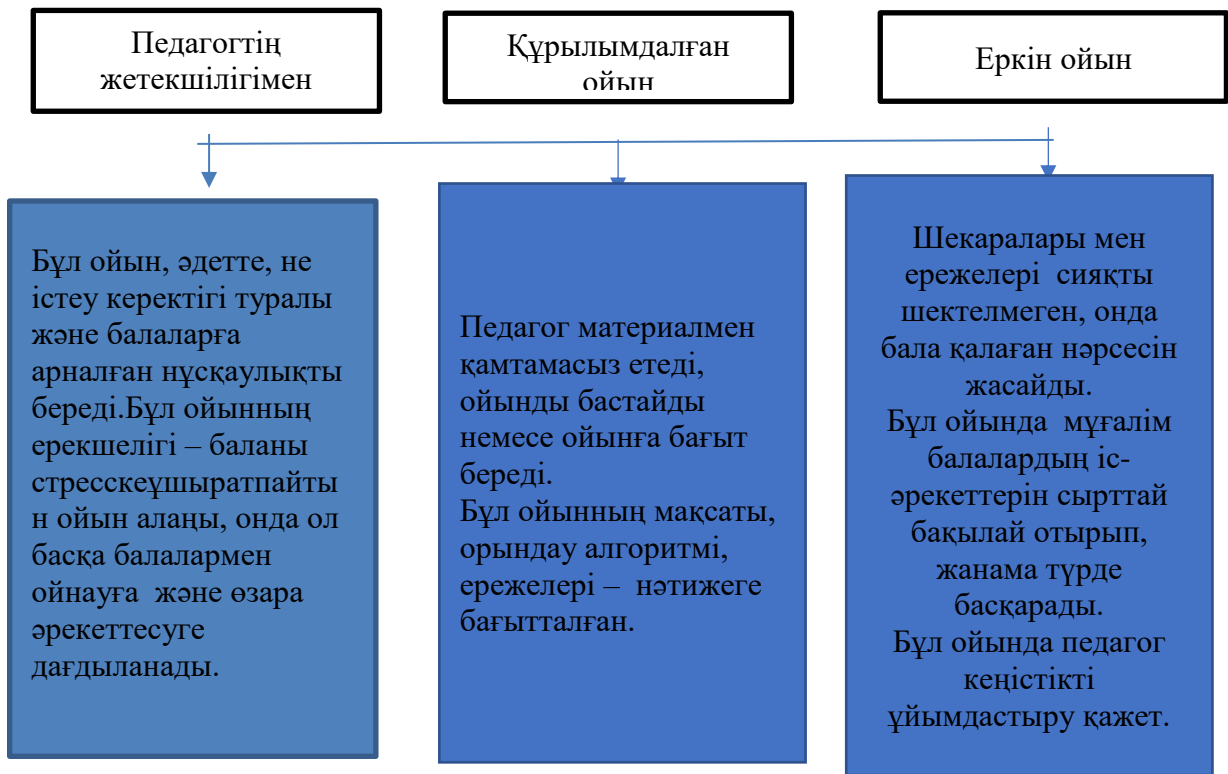 Педагогтің
жетекшілігімен
Құрылымдалған
ойын
Еркін ойын
Бұл ойын, әдетте, не
істеу керектігі туралы
және балаларға
арналған нұсқаулықты
береді.Бұл ойынның
ерекшелігі – баланы
стресскеұшыратпайты
н ойын алаңы, онда ол
басқа балалармен
ойнауға және өзара
әрекеттесуге
дағдыланады.
Педагог материалмен
қамтамасыз етеді,
ойынды бастайды
немесе ойынға бағыт
береді.
Бұл ойынның мақсаты,
орындау алгоритмі,
ережелері – нәтижеге
бағытталған.
Шекаралары мен
ережелері сияқты
шектелмеген, онда
бала қалаған нәрсесін
жасайды.
Бұл ойында мұғалім
балалардың іс-
әрекеттерін сырттай
бақылай отырып,
жанама түрде
басқарады.
Бұл ойында педагог
кеңістікті
ұйымдастыру қажет.